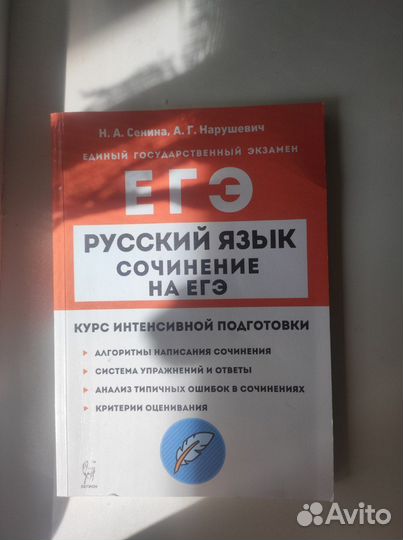 Н. А. Сенина, А. Г. Нарушевич
ЕДИНЫЙ ГОСУДАРСТВЕННЫЙ ЭКЗАМЕН
ЕГЭ
РУССКИЙ ЯЗЫК
СОЧИНЕНИЕ
НА ЕГЭ
КУРС ИНТЕНСИВНОЙ ПОДГОТОВКИ
АЛГОРИТМЫ НАПИСАНИЯ СОЧИНЕНИЯ
СИСТЕМА УПРАЖНЕНИЙ И ОТВЕТЫ
АНАЛИЗ ТИПИЧНЫХ ОШИБОК В СОЧИНЕНИЯХ
КРИТЕРИИ ОЦЕНИВАНИЯ
ЛЕГИОН
Avito